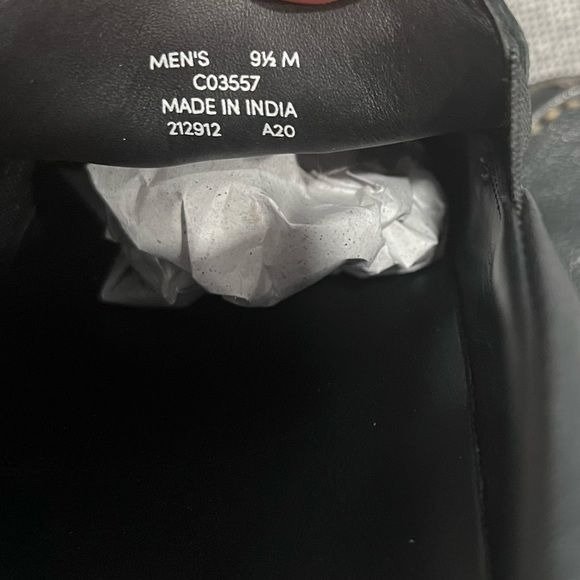 MEN'S 9½ M
C03557
MADE IN INDIA
212912 A20